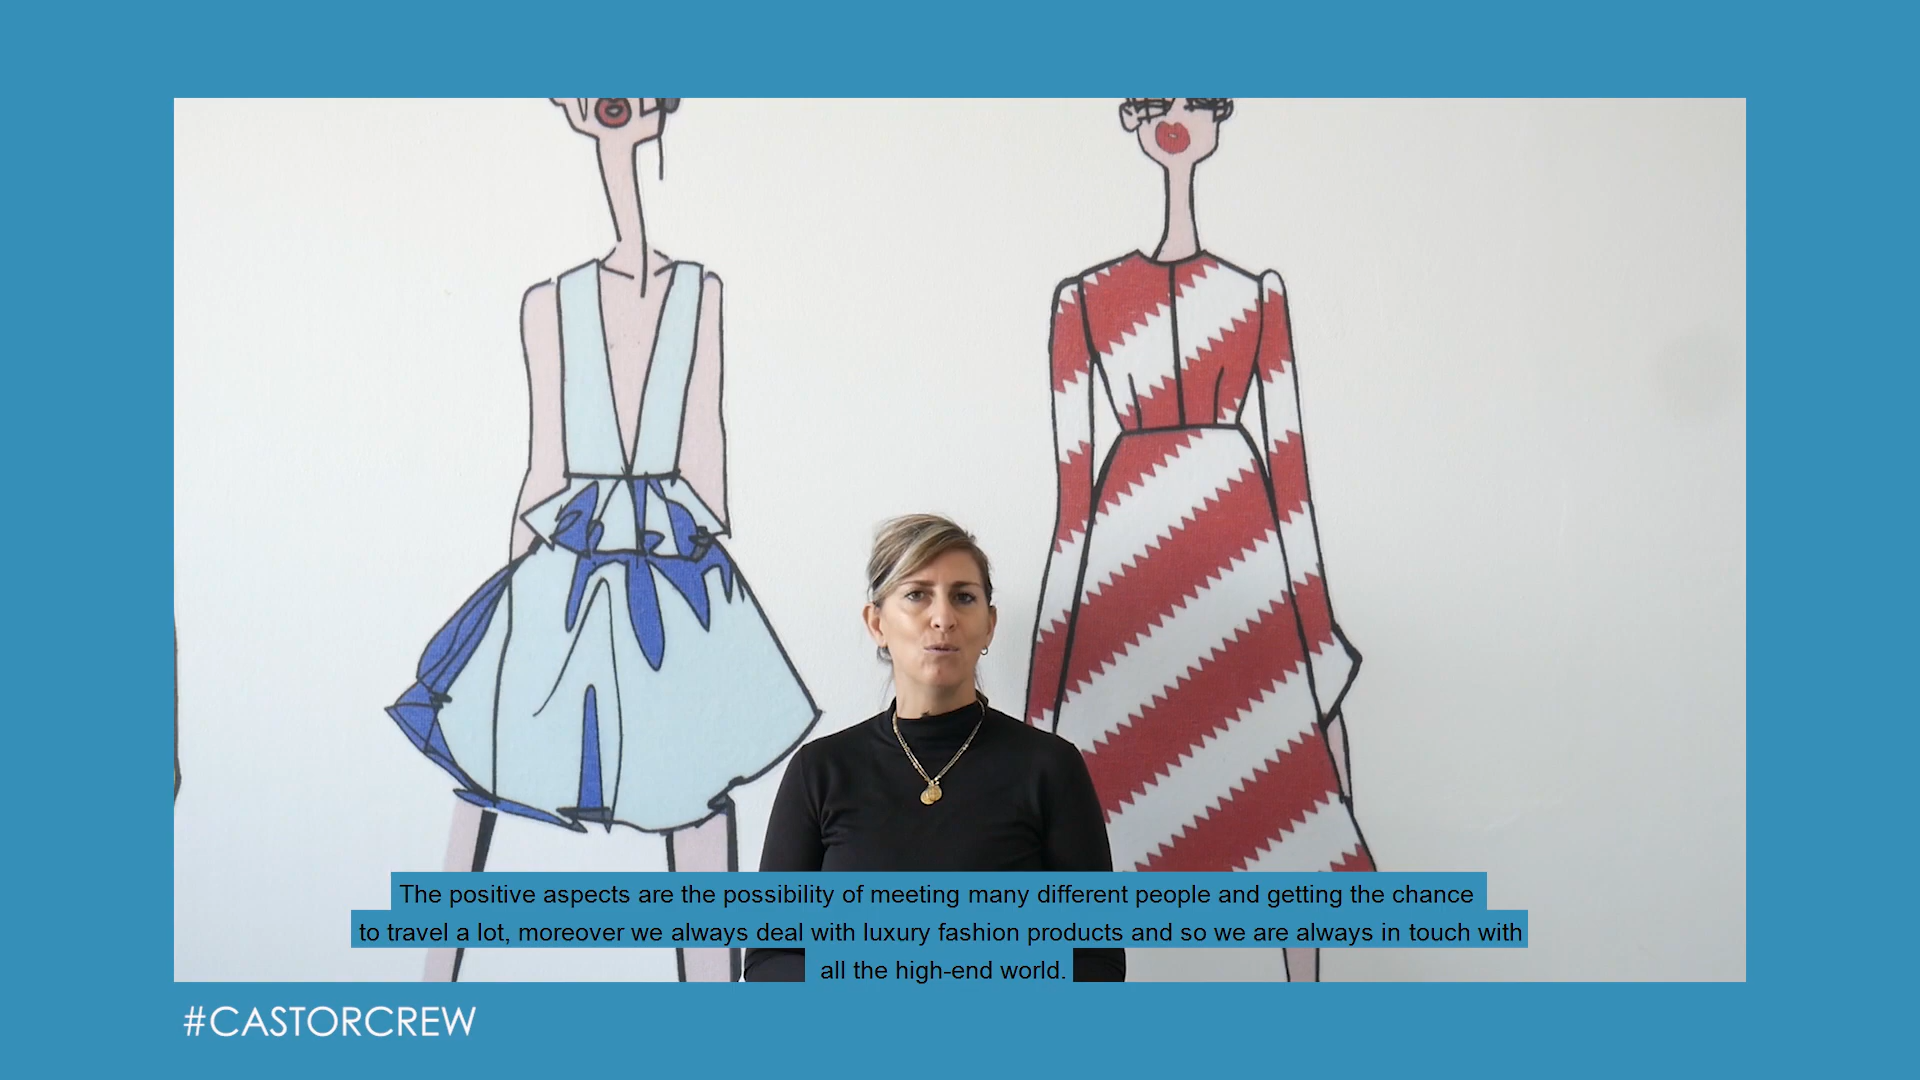 The positive aspects are the possibility of meeting many different people and getting the chance
to travel a lot, moreover we always deal with luxury fashion products and so we are always in touch with
all the high-end world.
#CASTORCREW